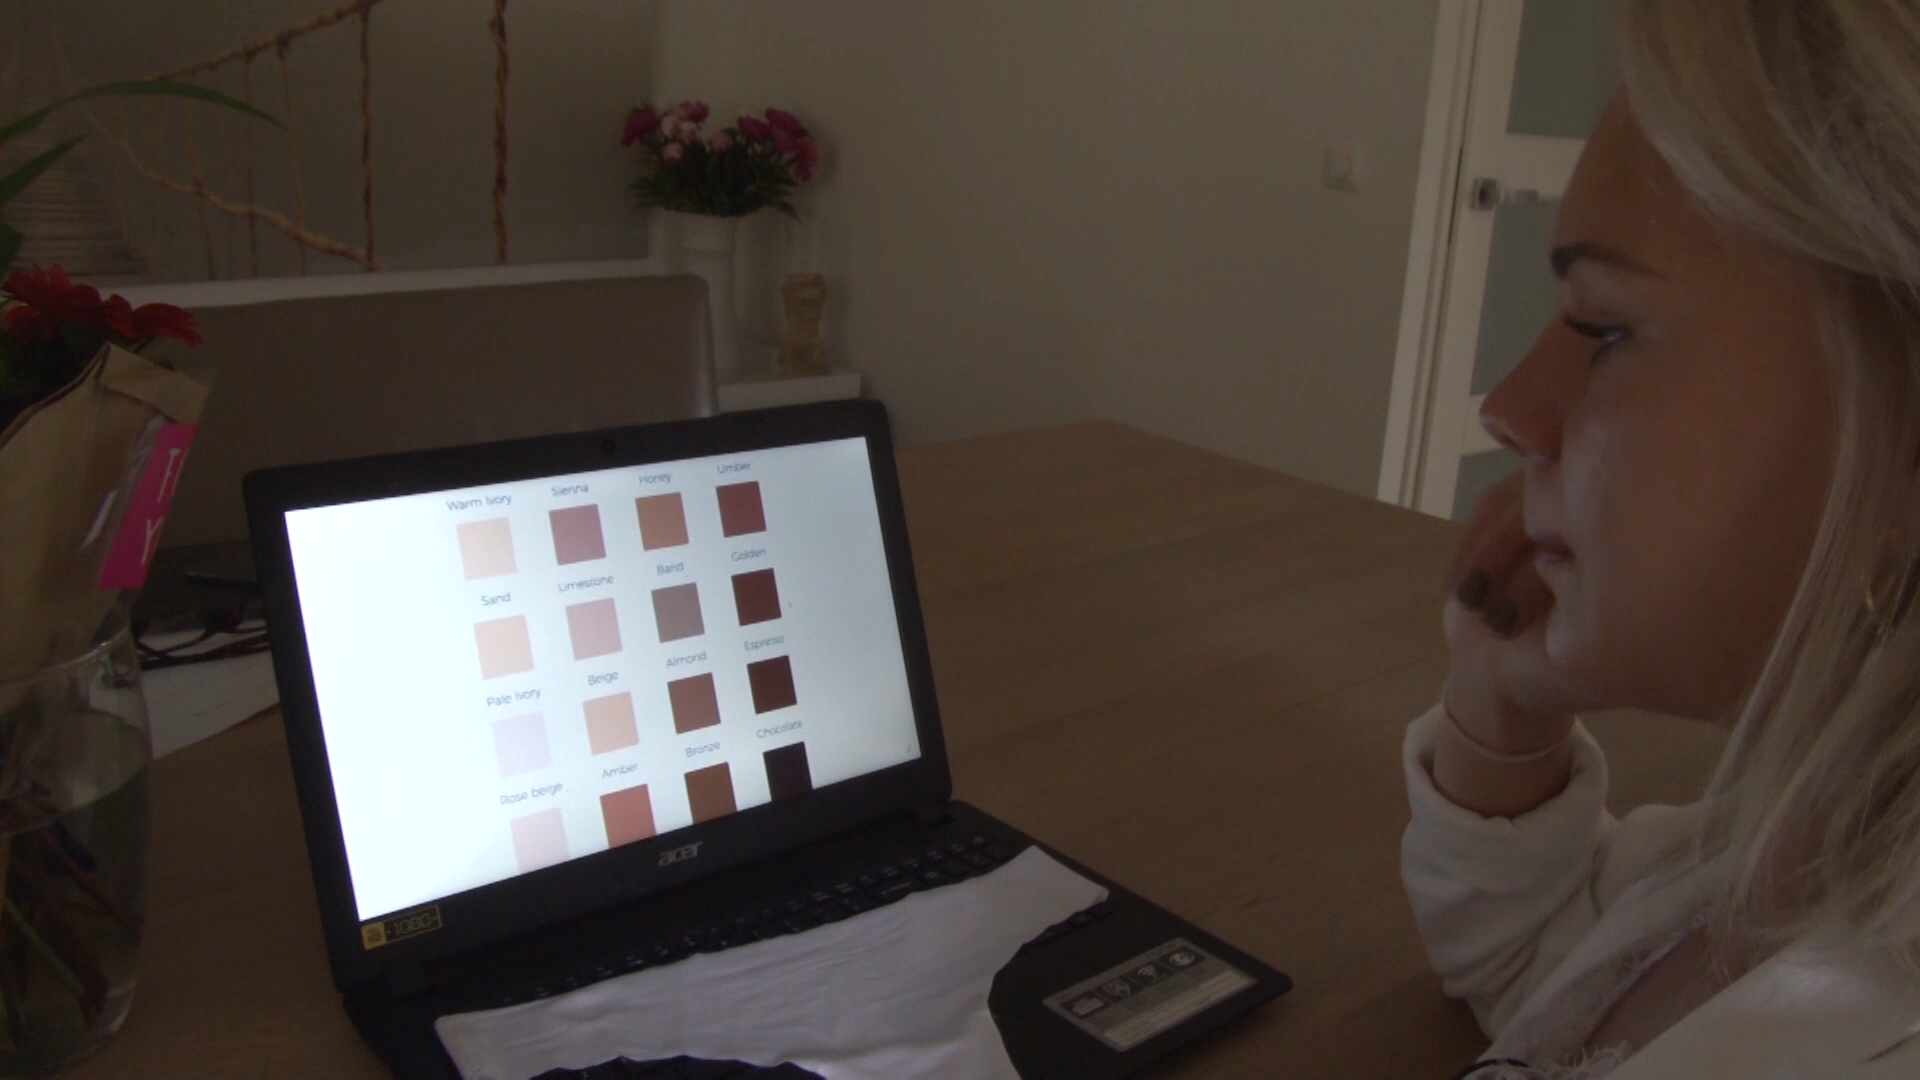 Warm Ivory Sienna Honey Umber
Sand Limestone Band Golden
Pale Ivory Beige Almond Espresso
Rose beige Amber Bronze Chocolate
acer
1080
T
Y